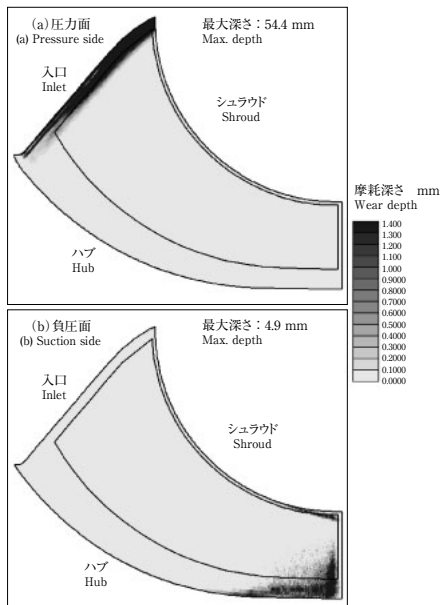 (a)圧力面
(a) Pressure side
最大深さ：54.4 mm
Max. depth
入口
Inlet
シュラウド
Shroud
ハブ
Hub
摩耗深さ mm
Wear depth
1.400
1.300
1.200
1.100
1.000
0.9000
0.8000
0.7000
0.6000
0.5000
0.4000
0.3000
0.2000
0.1000
0.0000
(b)負圧面
(b) Suction side
最大深さ：4.9 mm
Max. depth
入口
Inlet
シュラウド
Shroud
ハブ
Hub